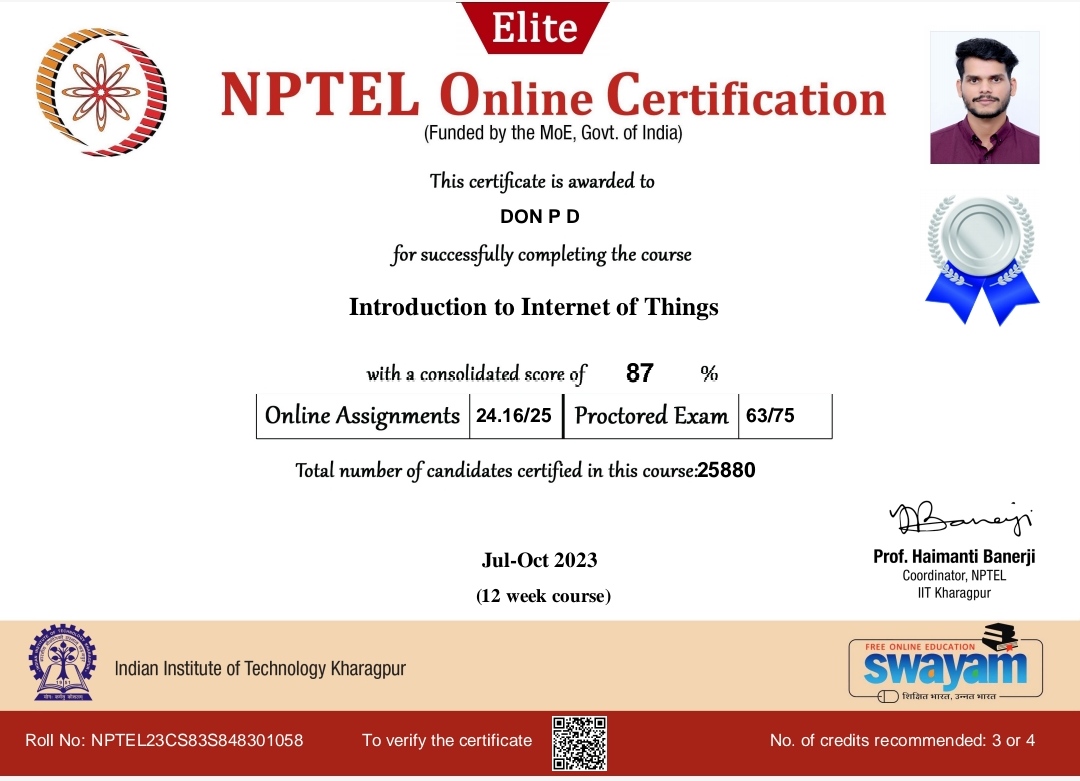 Elite
NPTEL Online Certification
(Funded by the MoE, Govt. of India)
This certificate is awarded to
DON P D
for successfully completing the course
Introduction to Internet of Things
with a consolidated score of 87 %
Online Assignments 24.16/25 Proctored Exam 63/75
Total number of candidates certified in this course:25880
Jul-Oct 2023
(12 week course)
Prof. Haimanti Banerji
Coordinator, NPTEL
IIT Kharagpur
Indian Institute of Technology Kharagpur
FREE ONLINE EDUCATION
swayam
शिक्षित भारत, उन्नत भारत
Roll No: NPTEL23CS83S848301058
To verify the certificate
No. of credits recommended: 3 or 4